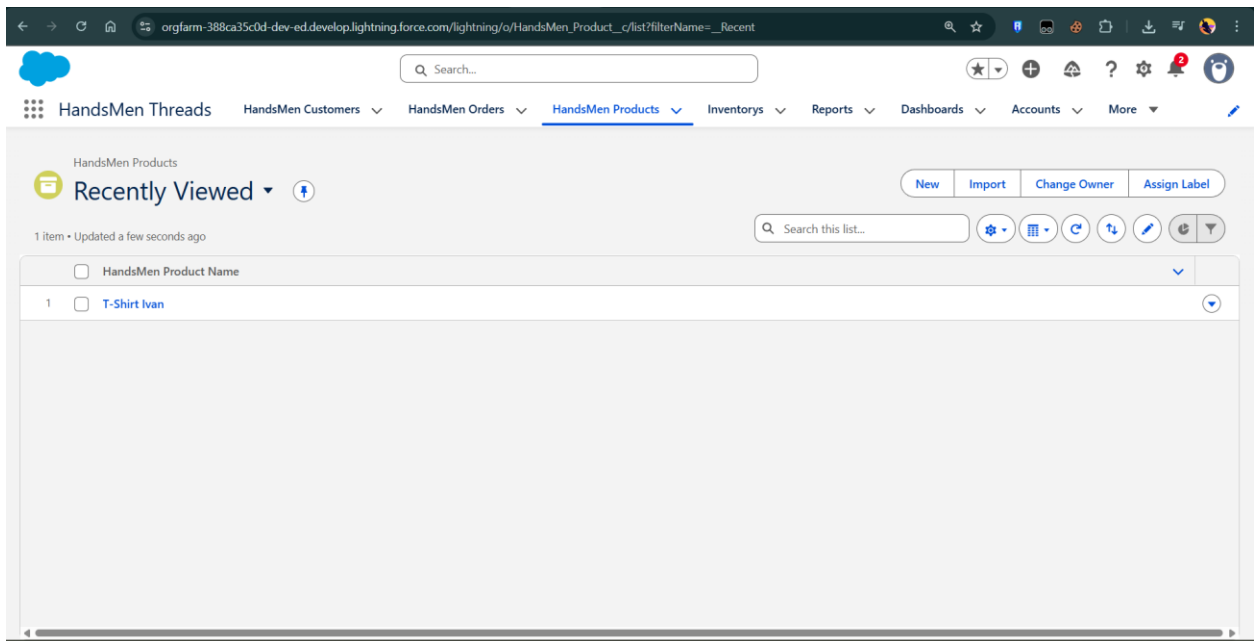 orgfarm-388ca35c0d-dev-ed.develop.lightning.force.com/lightning/o/HandsMen_Product__c/list?filterName=__Recent
Search...
2
HandsMen Threads HandsMen Customers HandsMen Orders HandsMen Products Inventorys Reports Dashboards Accounts More
HandsMen Products
Recently Viewed
New Import Change Owner Assign Label
1 item • Updated a few seconds ago
Search this list...
HandsMen Product Name
1 T-Shirt Ivan